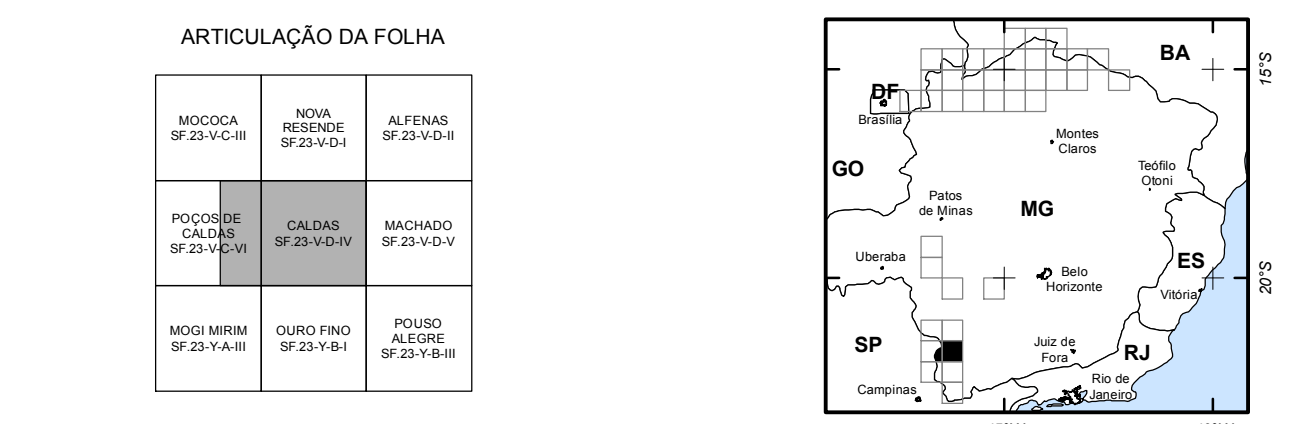 ARTICULAÇÃO DA FOLHA
MOCOCA
SF.23-V-C-III
NOVA
RESENDE
SF.23-V-D-I
ALFENAS
SF.23-V-D-II
POÇOS DE
CALDAS
SF.23-V-C-VI
CALDAS
SF.23-V-D-IV
MACHADO
SF.23-V-D-V
MOGI MIRIM
SF.23-Y-A-III
OURO FINO
SF.23-Y-B-I
POUSO
ALEGRE
SF.23-Y-B-III
BA
15°S
DF
Brasília
Montes
Claros
GO
Teófilo
Otoni
Patos
de Minas
MG
Uberaba
ES
Belo
Horizonte
20°S
Vitória
SP
Juiz de
Fora
RJ
Campinas
Rio de
Janeiro